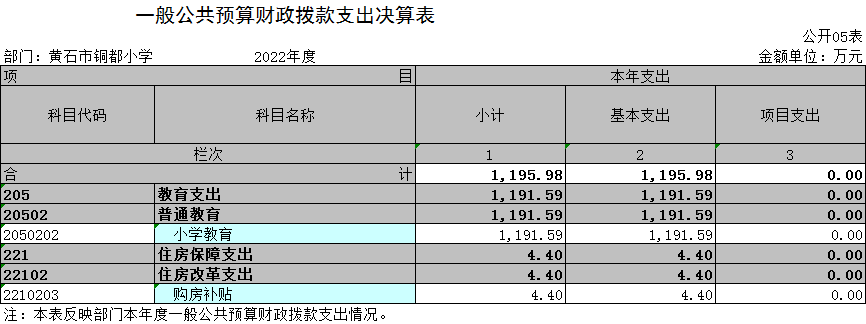 一般公共预算财政拨款支出决算表
公开05表
部门：黄石市铜都小学 2022年度 金额单位：万元
项 目 本年支出
科目代码 科目名称 小计 基本支出 项目支出
栏次 1 2 3
合 计 1,195.98 1,195.98 0.00
205 教育支出 1,191.59 1,191.59 0.00
20502 普通教育 1,191.59 1,191.59 0.00
2050202 小学教育 1,191.59 1,191.59 0.00
221 住房保障支出 4.40 4.40 0.00
22102 住房改革支出 4.40 4.40 0.00
2210203 购房补贴 4.40 4.40 0.00
注：本表反映部门本年度一般公共预算财政拨款支出情况。